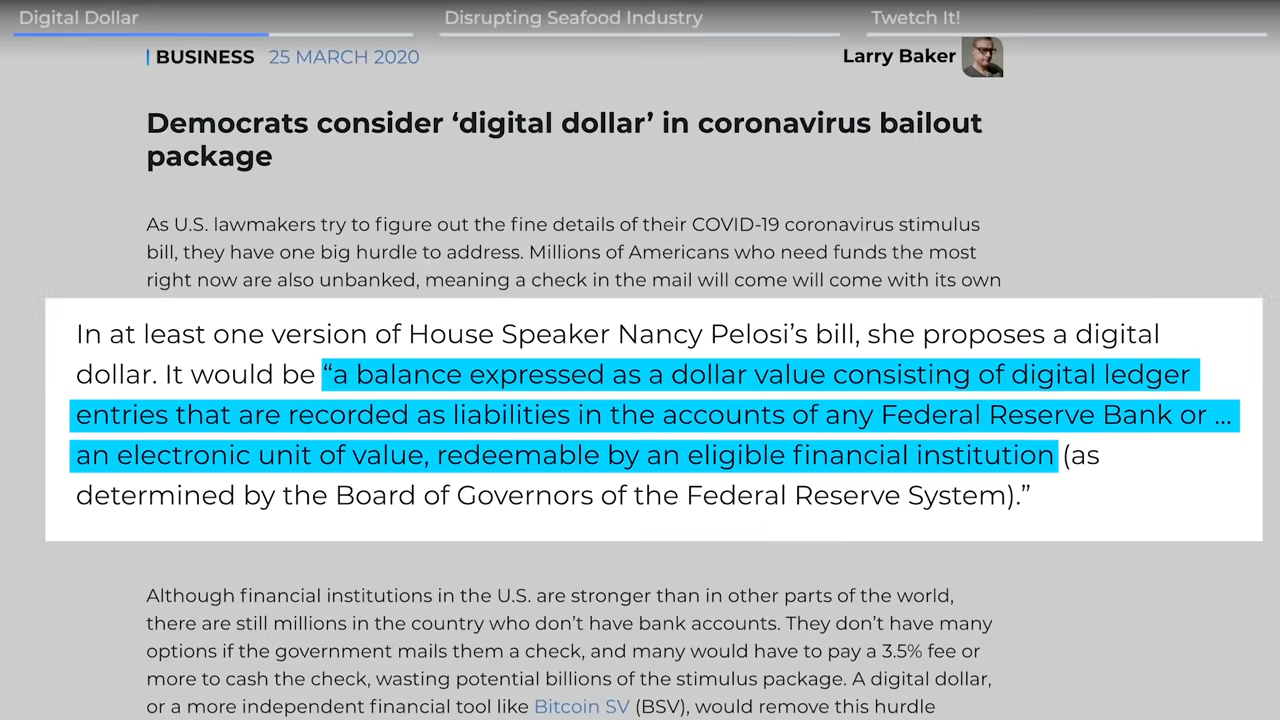 Digital Dollar
Disrupting Seafood Industry
Twetch It!
BUSINESS 25 MARCH 2020
Larry Baker
Democrats consider ‘digital dollar’ in coronavirus bailout
package
As U.S. lawmakers try to figure out the fine details of their COVID-19 coronavirus stimulus
bill, they have one big hurdle to address. Millions of Americans who need funds the most
right now are also unbanked, meaning a check in the mail will come will come with its own
In at least one version of House Speaker Nancy Pelosi’s bill, she proposes a digital
dollar. It would be “a balance expressed as a dollar value consisting of digital ledger
entries that are recorded as liabilities in the accounts of any Federal Reserve Bank or ...
an electronic unit of value, redeemable by an eligible financial institution (as
determined by the Board of Governors of the Federal Reserve System).”
Although financial institutions in the U.S. are stronger than in other parts of the world,
there are still millions in the country who don’t have bank accounts. They don’t have many
options if the government mails them a check, and many would have to pay a 3.5% fee or
more to cash the check, wasting potential billions of the stimulus package. A digital dollar,
or a more independent financial tool like Bitcoin SV (BSV), would remove this hurdle